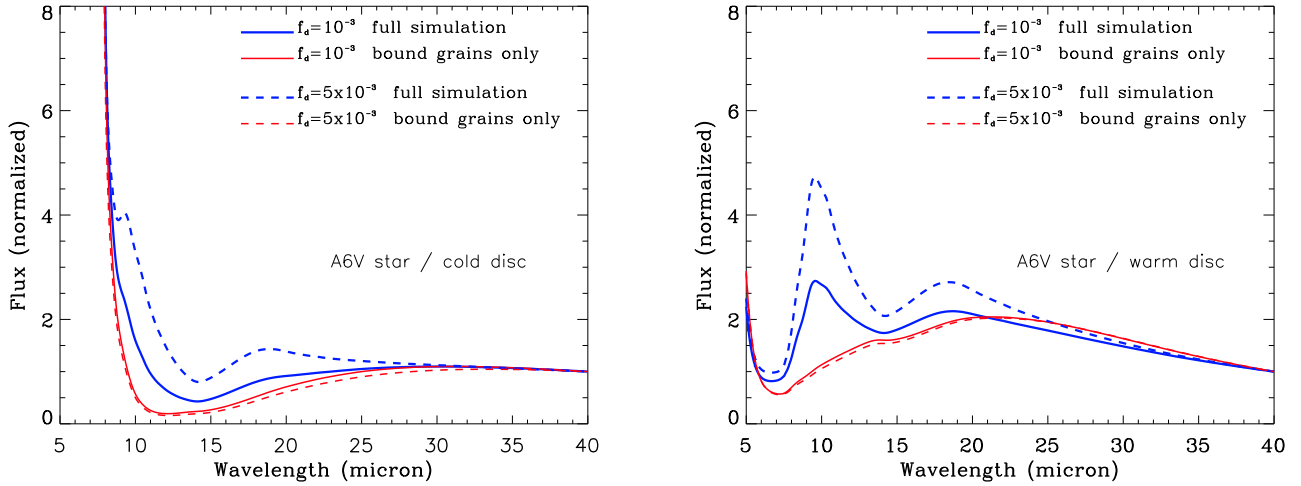 f_d=10^-3 full simulation
f_d=10^-3 bound grains only
f_d=5x10^-3 full simulation
f_d=5x10^-3 bound grains only
A6V star / cold disc
Flux (normalized)
8
6
4
2
0
5 10 15 20 25 30 35 40
Wavelength (micron)
f_d=10^-3 full simulation
f_d=10^-3 bound grains only
f_d=5x10^-3 full simulation
f_d=5x10^-3 bound grains only
A6V star / warm disc
Flux (normalized)
8
6
4
2
0
5 10 15 20 25 30 35 40
Wavelength (micron)